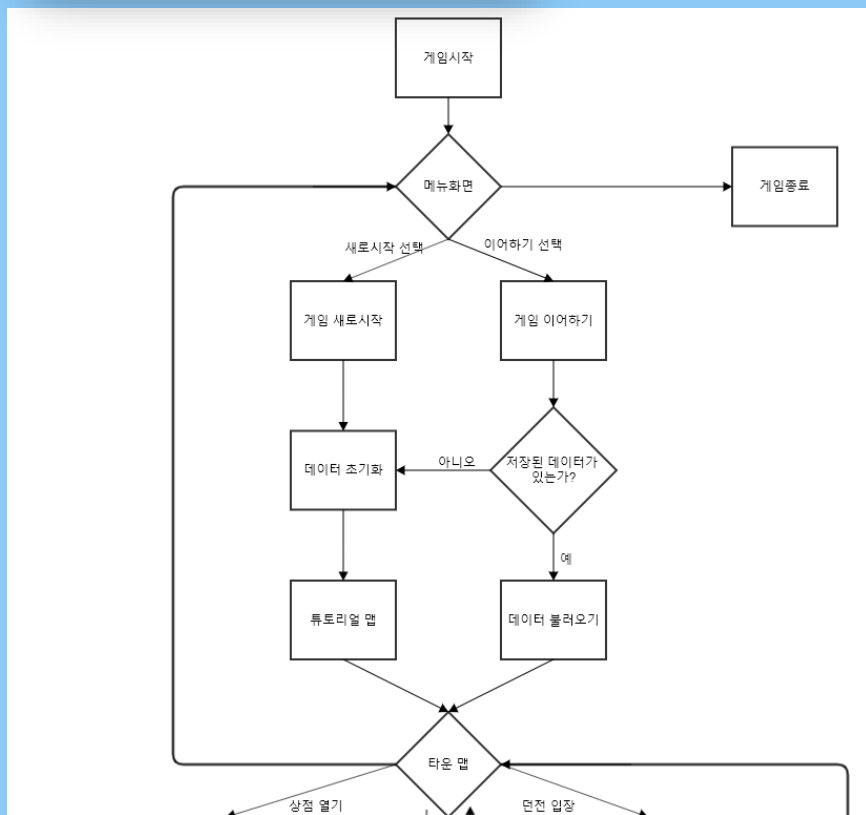 게임시작
메뉴화면
게임종료
새로시작 선택
이어하기 선택
게임 새로시작
게임 이어하기
데이터 초기화
아니오
저장된 데이터가
있는가?
예
튜토리얼 맵
데이터 불러오기
타운 맵
상점 열기
던전 입장